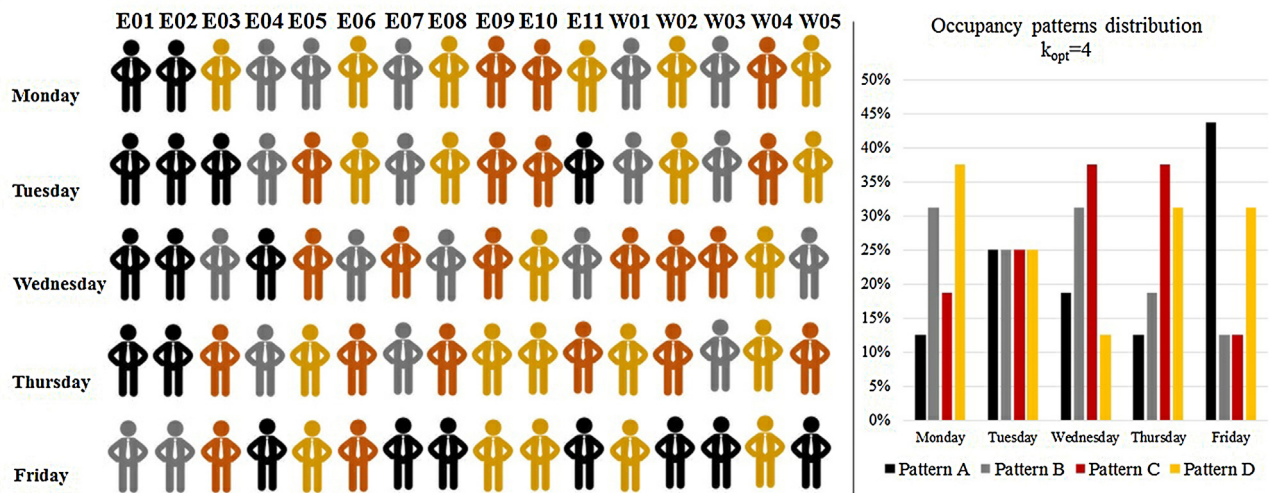 E01 E02 E03 E04 E05 E06 E07 E08 E09 E10 E11 W01 W02 W03 W04 W05
Monday
Tuesday
Wednesday
Thursday
Friday
Occupancy patterns distribution
kopt=4
50%
45%
40%
35%
30%
25%
20%
15%
10%
5%
0%
Monday Tuesday Wednesday Thursday Friday
Pattern A Pattern B Pattern C Pattern D